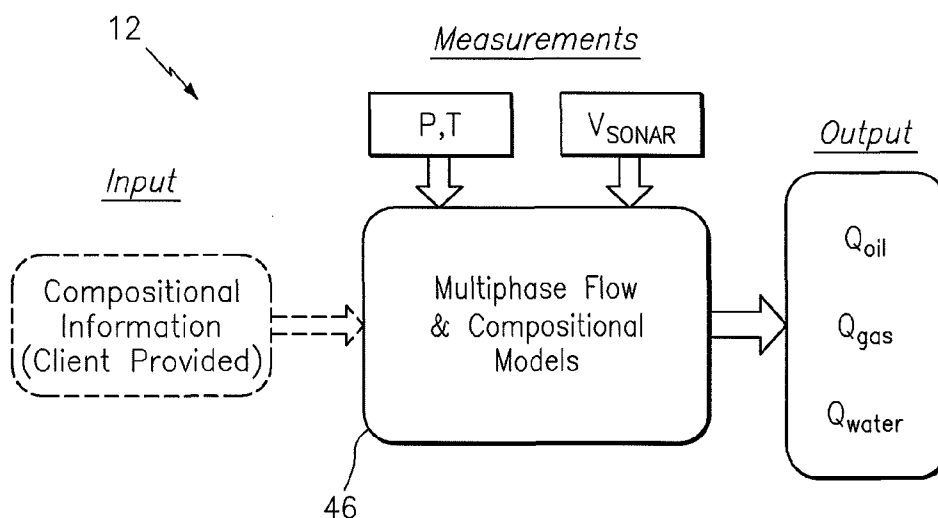 12
Measurements
P,T
VSONAR
Output
Input
Compositional
Information
(Client Provided)
Multiphase Flow
& Compositional
Models
Qoil
Qgas
Qwater
46